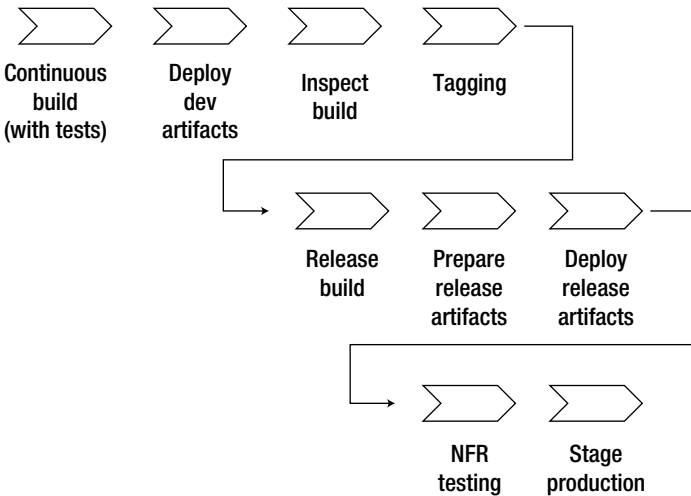 Continuous
build
(with tests)
Deploy
dev
artifacts
Inspect
build
Tagging
Release
build
Prepare
release
artifacts
Deploy
release
artifacts
NFR
testing
Stage
production